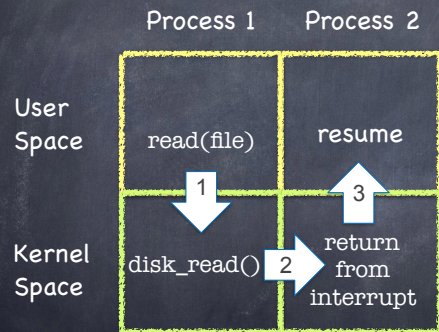 Process 1 Process 2
User
Space
read(file)
resume
1
3
Kernel
Space
disk_read()
2
return
from
interrupt